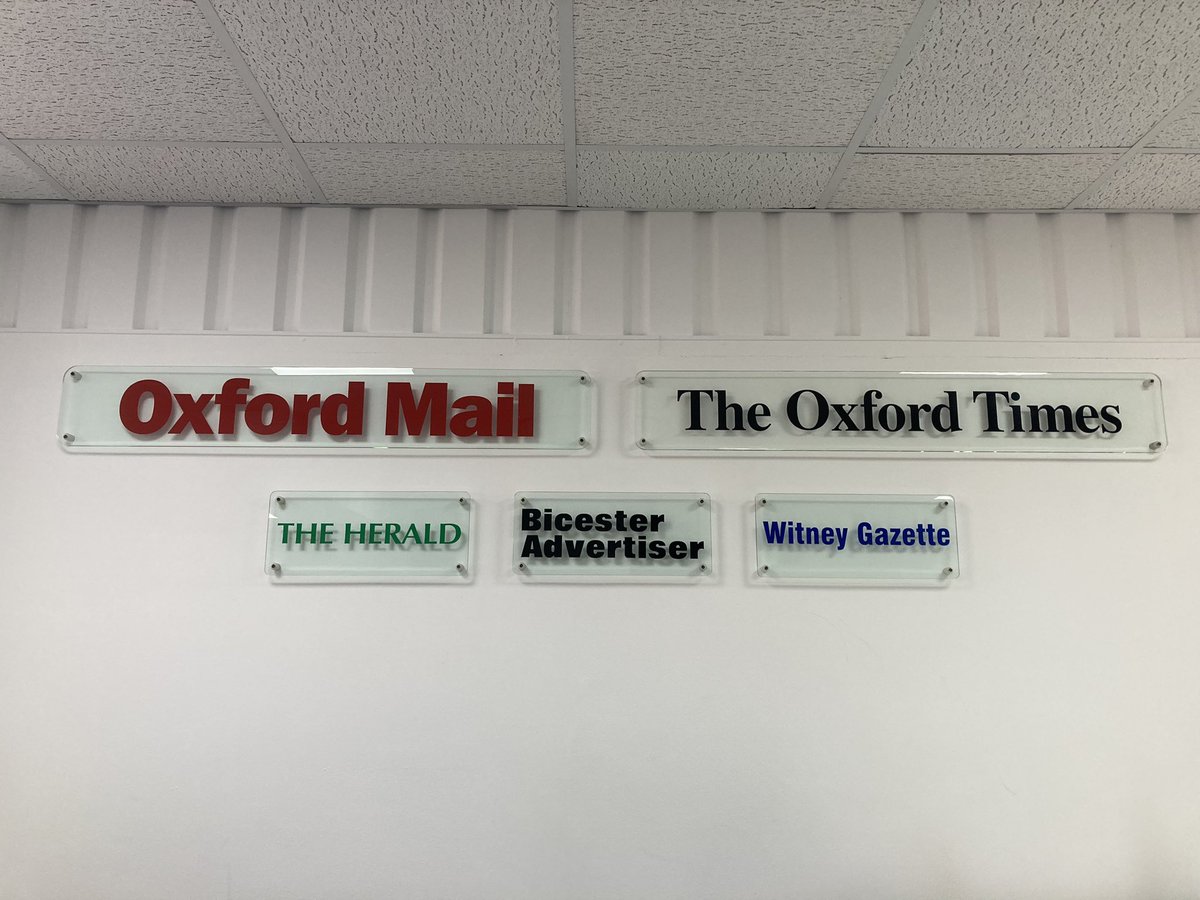 Oxford Mail
The Oxford Times
THE HERALD
Bicester
Advertiser
Witney Gazette